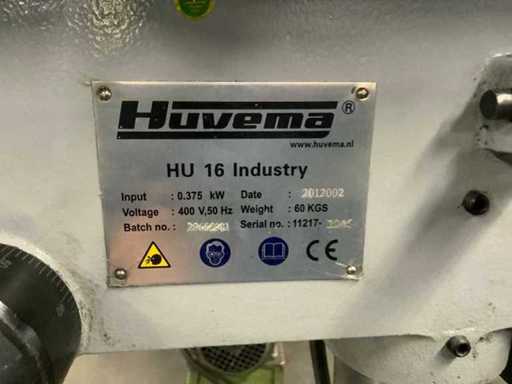 Huvema®
www.huvema.nl
HU 16 Industry
Input : 0.375 kW Date : 2012002
Voltage : 400 V,50 Hz Weight : 60 KGS
Batch no. : Serial no. : 11217-
CE